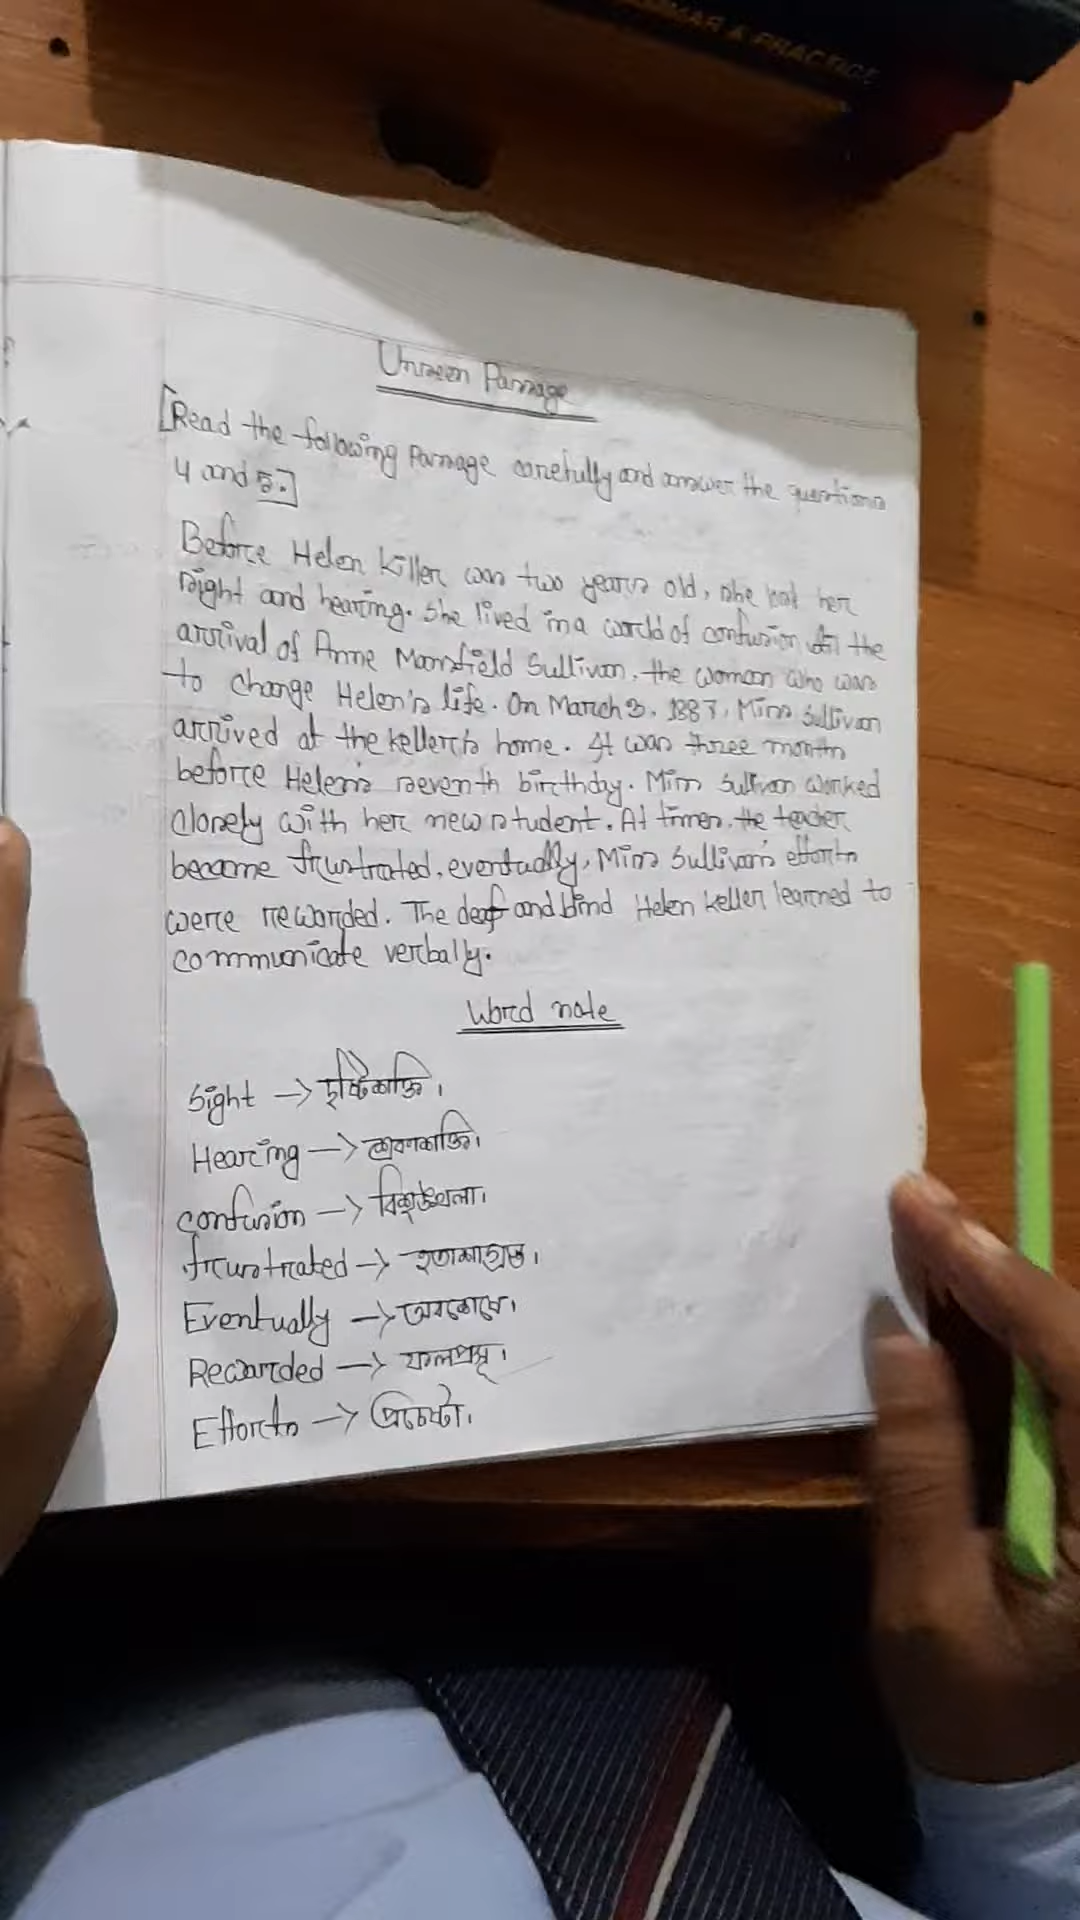 GRAMMAR & PRACTICE
Unseen Passage
[Read the following Passage carefully and answer the questions
4 and 5.]
Before Helen Killer was two years old, she lost her
sight and hearing. She lived in a world of confusion till the
arrival of Anne Mansfield Sullivan, the woman who was
to change Helen's life. On March 3, 1887, Miss Sullivan
arrived at the keller's home. It was three months
before Helen's seventh birthday. Miss Sullivan worked
closely with her new student. At times, the teacher
became frustrated, eventually, Miss Sullivan's efforts
were rewarded. The deaf and blind Helen Keller learned to
communicate verbally.
Word note
Sight → দৃষ্টিশক্তি।
Hearing → শ্রবণশক্তি।
confusion → বিশৃঙ্খলা।
frustrated → হতাশাগ্রস্ত।
Eventually → অবশেষে।
Rewarded → ফলপ্রসূ।
Efforts → প্রচেষ্টা।